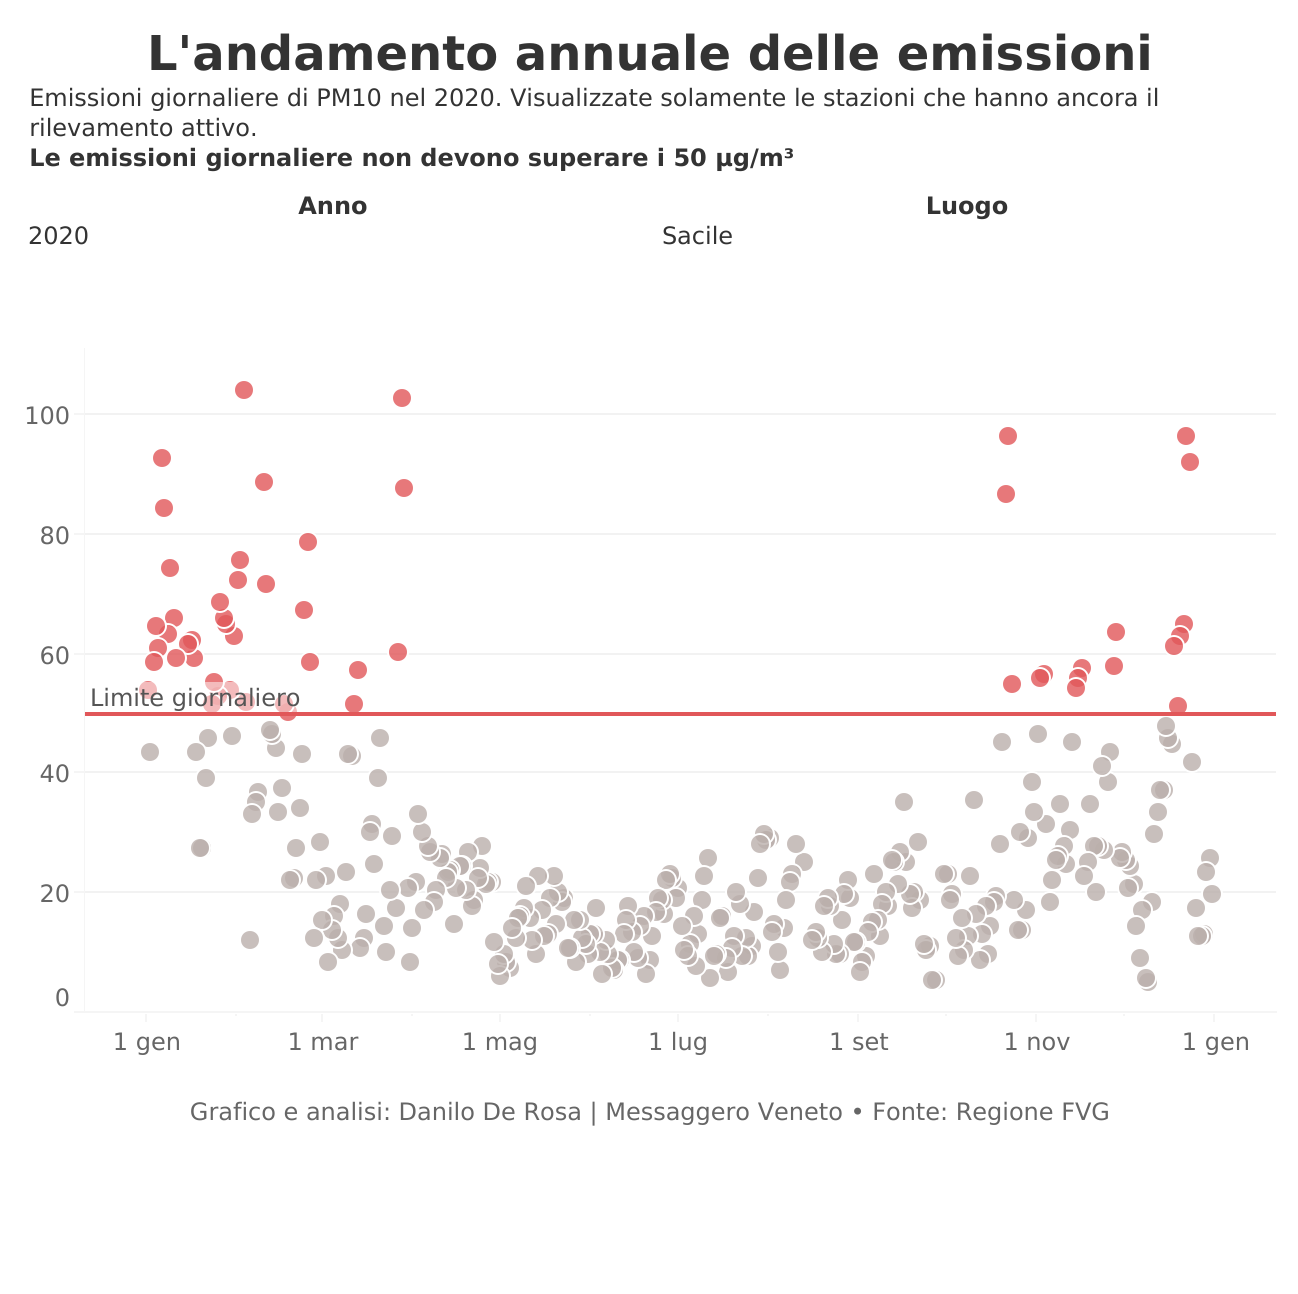 L'andamento annuale delle emissioni
Emissioni giornaliere di PM10 nel 2020. Visualizzate solamente le stazioni che hanno ancora il
rilevamento attivo.
Le emissioni giornaliere non devono superare i 50 µg/m³
Anno
Luogo
2020
Sacile
100
80
60
Limite giornaliero
40
20
0
1 gen
1 mar
1 mag
1 lug
1 set
1 nov
1 gen
Grafico e analisi: Danilo De Rosa | Messaggero Veneto • Fonte: Regione FVG